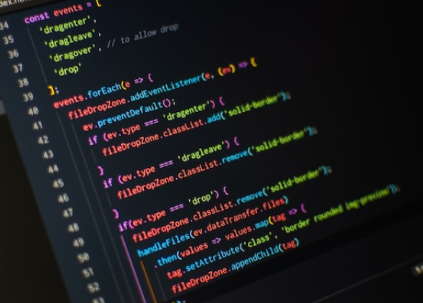 34 const events = [
35 'dragenter',
36 'dragleave',
37 'dragover', // to allow drop
38 'drop'
39 ];
40 events.forEach(e => {
41 fileDropZone.addEventListener(e, (ev) => {
42 ev.preventDefault();
43 if (ev.type === 'dragenter') {
44 fileDropZone.classList.add('solid-border');
45 }
46 if (ev.type === 'dragleave') {
47 fileDropZone.classList.remove('solid-border');
48 }
49 if(ev.type === 'drop') {
50 fileDropZone.classList.remove('solid-border');
51 handleFiles(ev.dataTransfer.files)
52 .then(values => values.map(tag => {
tag.setAttribute('class', 'border rounded img-preview');
fileDropZone.appendChild(tag)